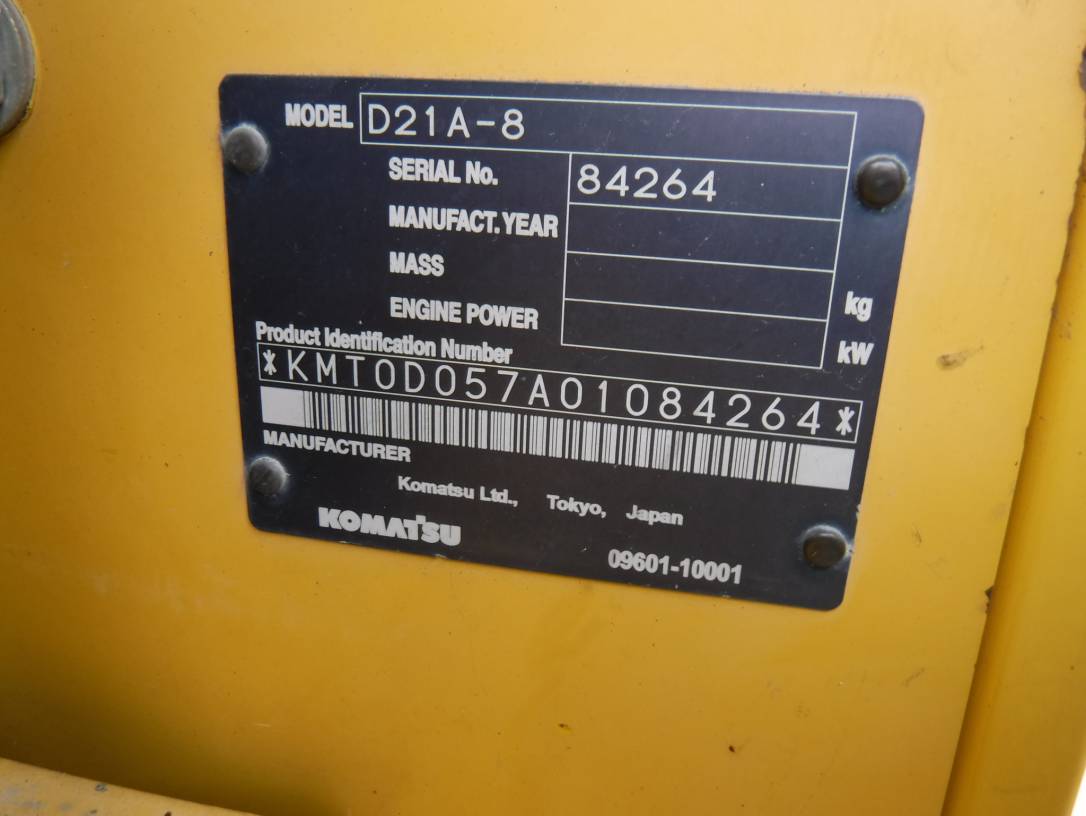 MODEL D21A-8
SERIAL No. 84264
MANUFACT. YEAR
MASS kg
ENGINE POWER kW
Product Identification Number
*KMT0D057A01084264*
MANUFACTURER
Komatsu Ltd., Tokyo, Japan
KOMATSU
09601-10001